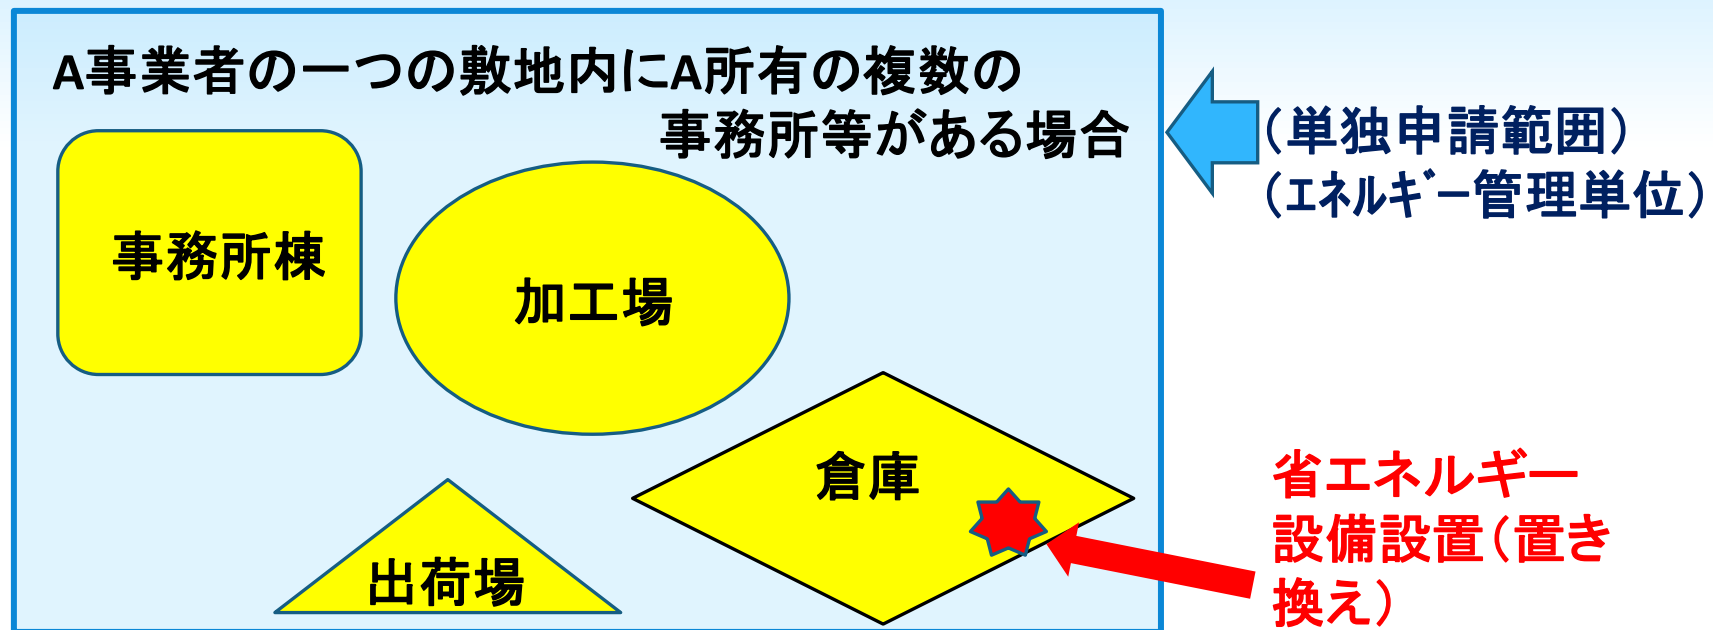 A事業者の一つの敷地内にA所有の複数の
事務所等がある場合
(単独申請範囲)
(ｴﾈﾙｷﾞｰ管理単位)
事務所棟
加工場
倉庫
出荷場
省エネルギー
設備設置(置き
換え)